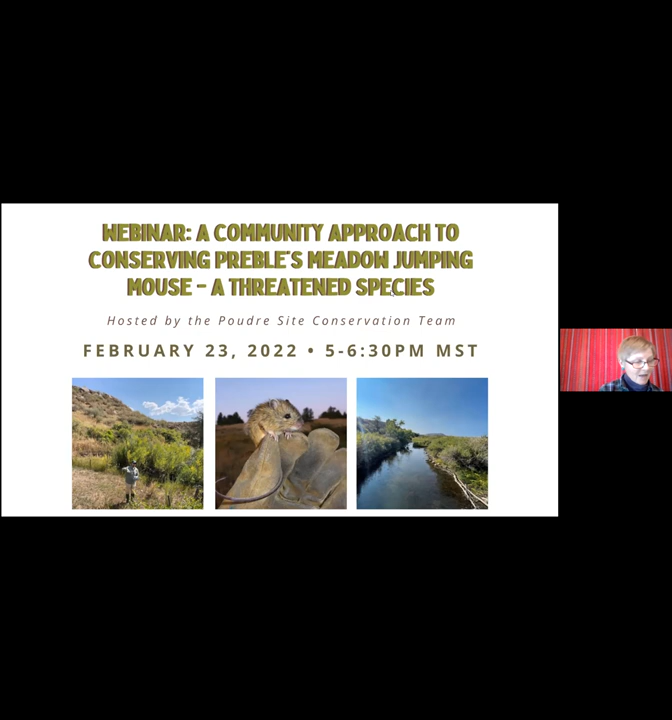 WEBINAR: A COMMUNITY APPROACH TO
CONSERVING PREBLE'S MEADOW JUMPING
MOUSE - A THREATENED SPECIES
Hosted by the Poudre Site Conservation Team
FEBRUARY 23, 2022 • 5-6:30PM MST